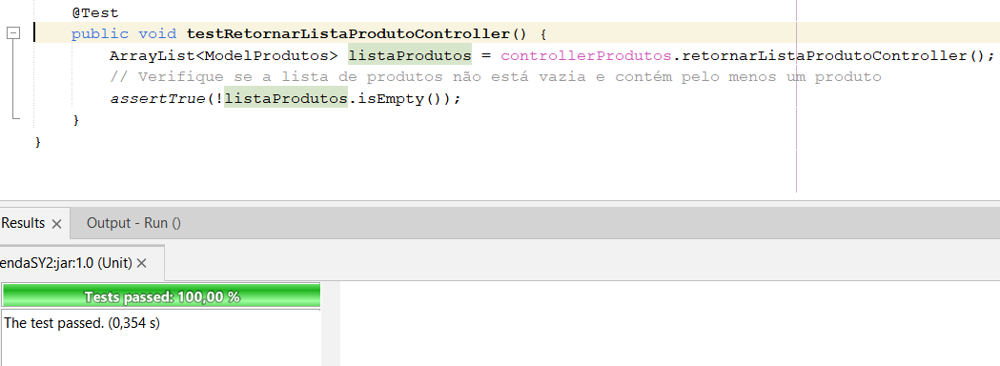 @Test
public void testRetornarListaProdutoController() {
ArrayList<ModelProdutos> listaProdutos = controllerProdutos.retornarListaProdutoController();
// Verifique se a lista de produtos não está vazia e contém pelo menos um produto
assertTrue(!listaProdutos.isEmpty());
}
}
Results
Output - Run ()
endaSY2:jar:1.0 (Unit)
Tests passed: 100,00 %
The test passed. (0,354 s)